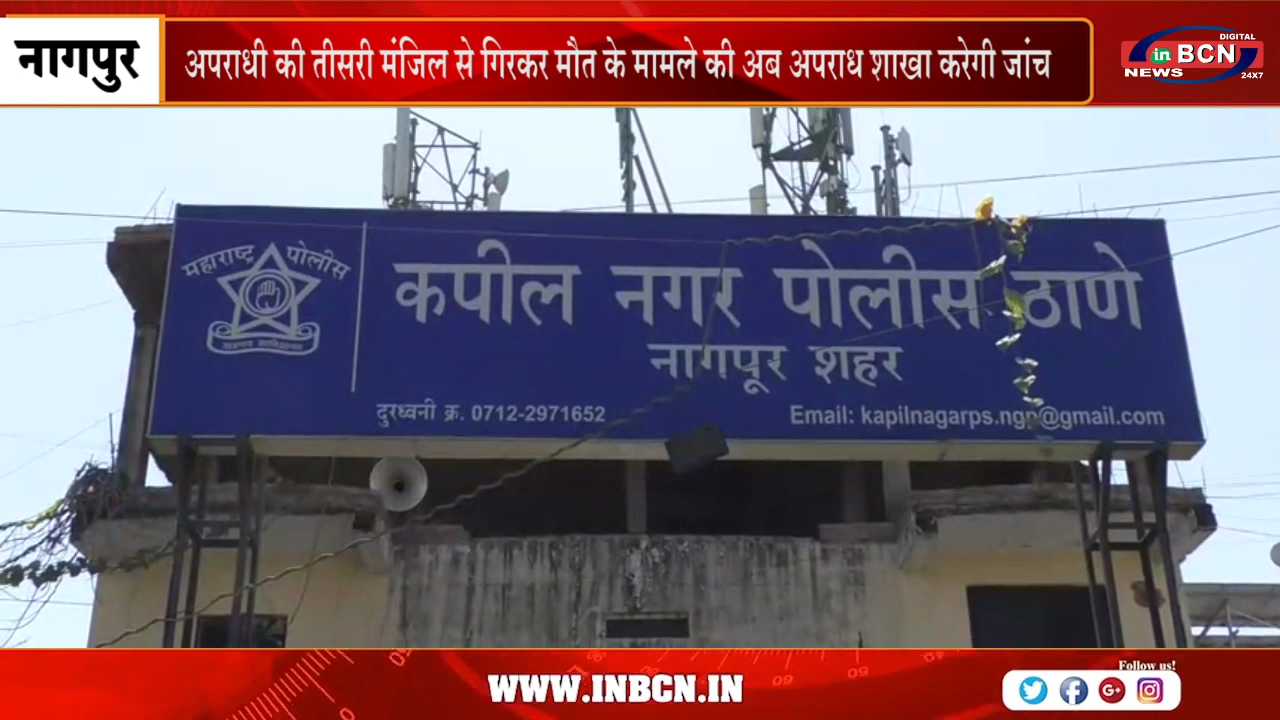 नागपुर
अपराधी की तीसरी मंजिल से गिरकर मौत के मामले की अब अपराध शाखा करेगी जांच
DIGITAL
in BCN
NEWS 24X7
महाराष्ट्र पोलीस
कपील नगर पोलीस ठाणे
नागपूर शहर
दुरध्वनी क्र. 0712-2971652
Email: kapilnagarps.ngp@gmail.com
Follow us!
WWW.INBCN.IN